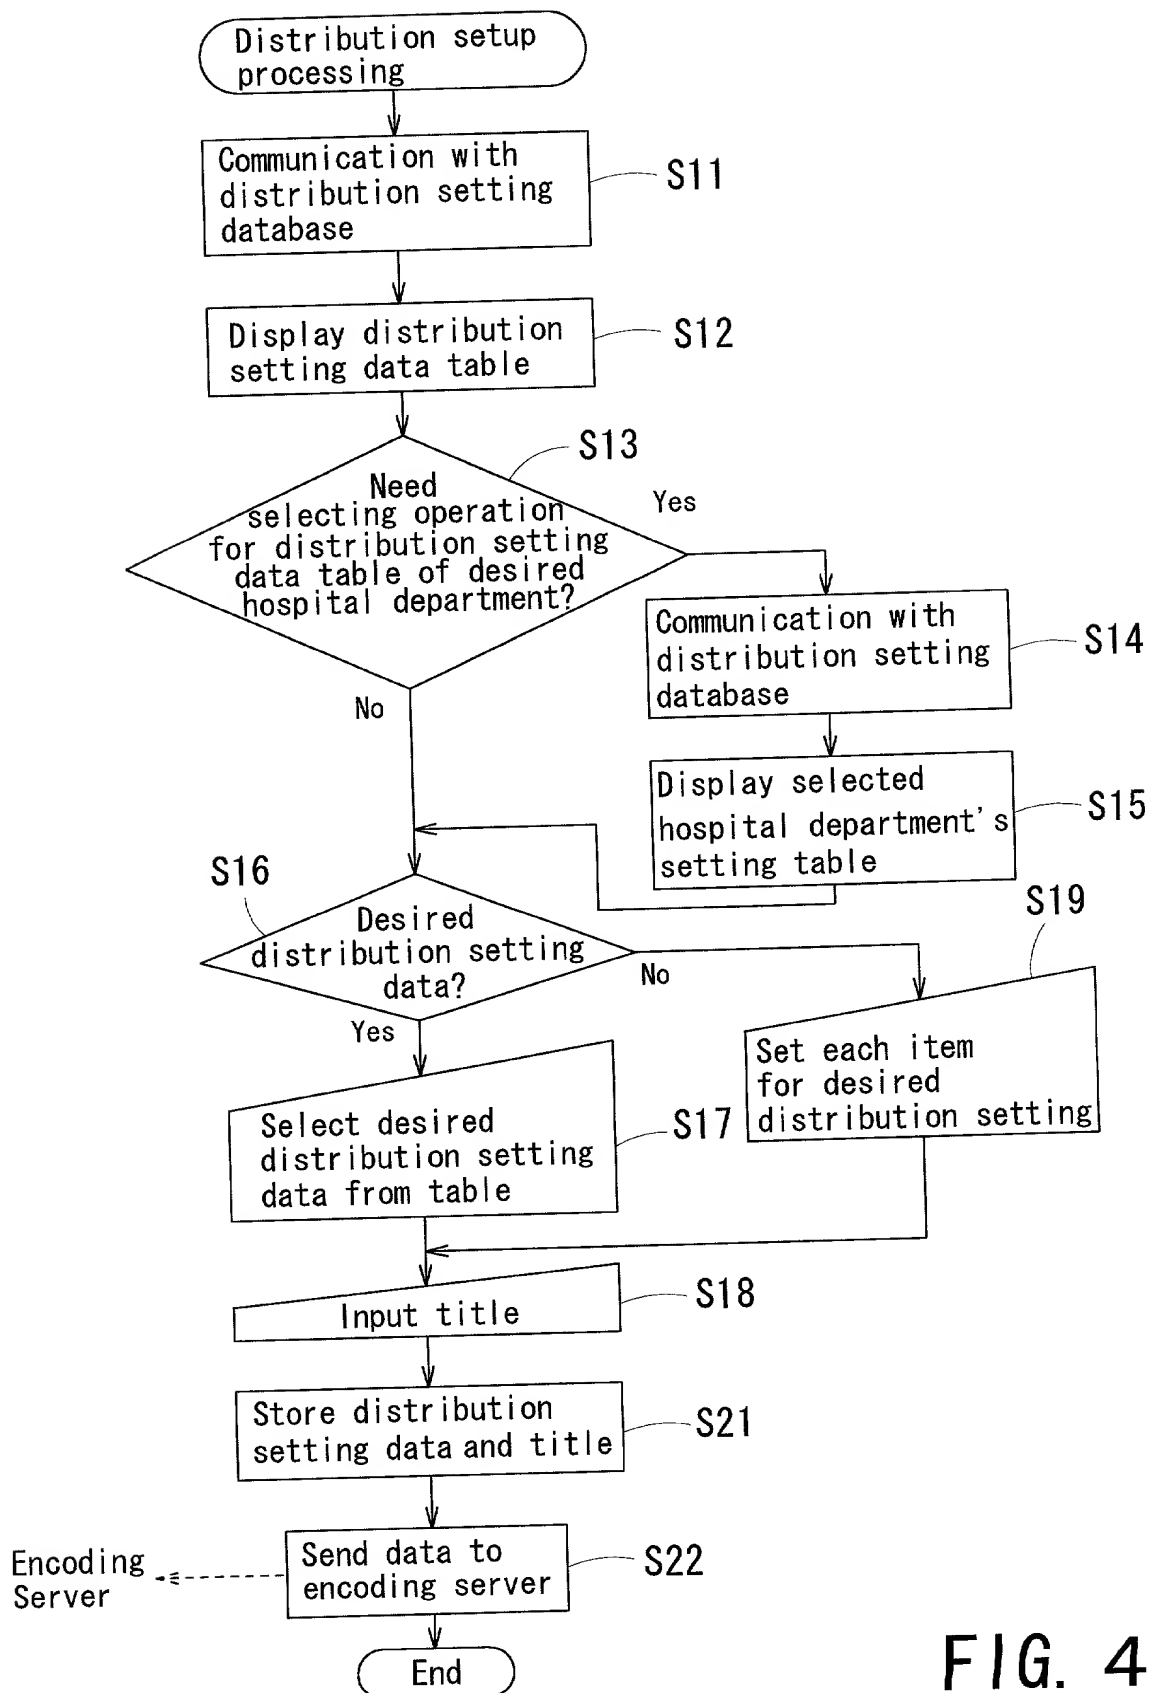 Distribution setup
processing
Communication with
distribution setting
database
S11
Display distribution
setting data table
S12
S13
Need
selecting operation
for distribution setting
data table of desired
hospital department?
Yes
No
Communication with
distribution setting
database
S14
Display selected
hospital department's
setting table
S15
S16
Desired
distribution setting
data?
No
Yes
S19
Set each item
for desired
distribution setting
Select desired
distribution setting
data from table
S17
Input title
S18
Store distribution
setting data and title
S21
Send data to
encoding server
S22
Encoding
Server
End
FIG. 4